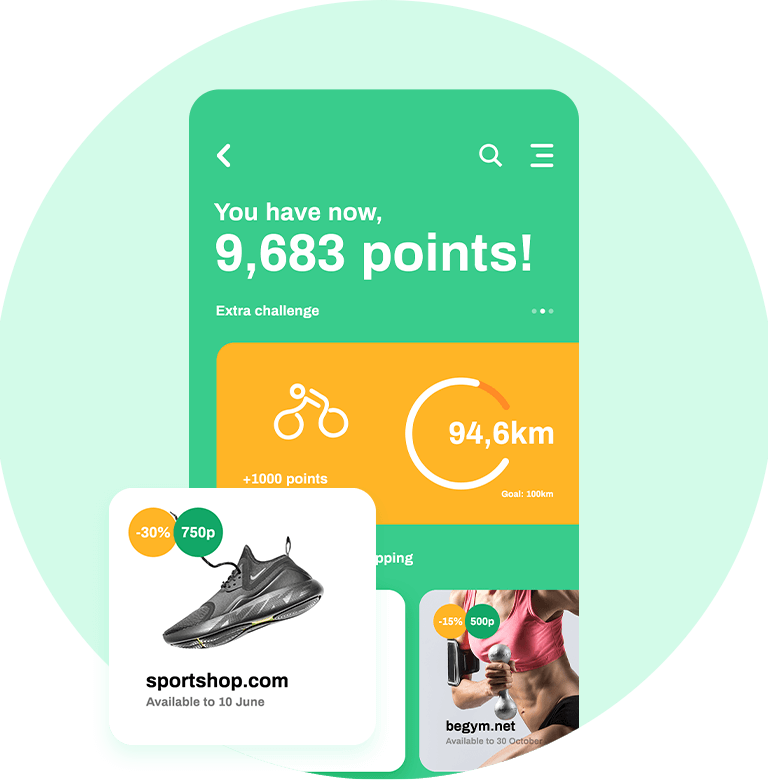 You have now,
9,683 points!
Extra challenge
94,6km
+1000 points
Goal: 100km
-30%
750p
pping
-15%
500p
sportshop.com
Available to 10 June
begym.net
Available to 30 October